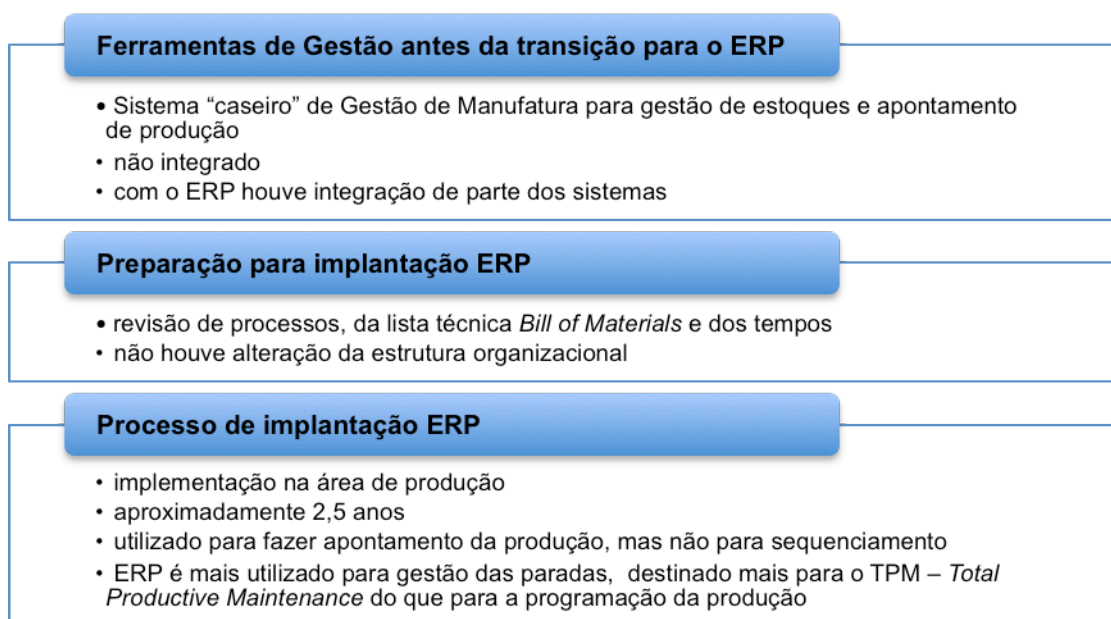 Ferramentas de Gestão antes da transição para o ERP
• Sistema “caseiro” de Gestão de Manufatura para gestão de estoques e apontamento
de produção
• não integrado
• com o ERP houve integração de parte dos sistemas
Preparação para implantação ERP
• revisão de processos, da lista técnica Bill of Materials e dos tempos
• não houve alteração da estrutura organizacional
Processo de implantação ERP
• implementação na área de produção
• aproximadamente 2,5 anos
• utilizado para fazer apontamento da produção, mas não para sequenciamento
• ERP é mais utilizado para gestão das paradas, destinado mais para o TPM – Total
Productive Maintenance do que para a programação da produção